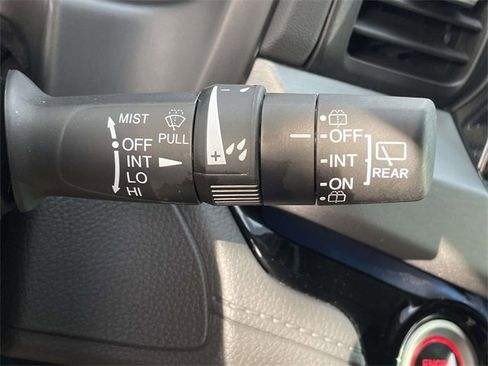 MIST
PULL
OFF
INT
LO
HI
- 
+
OFF
INT
ON
REAR